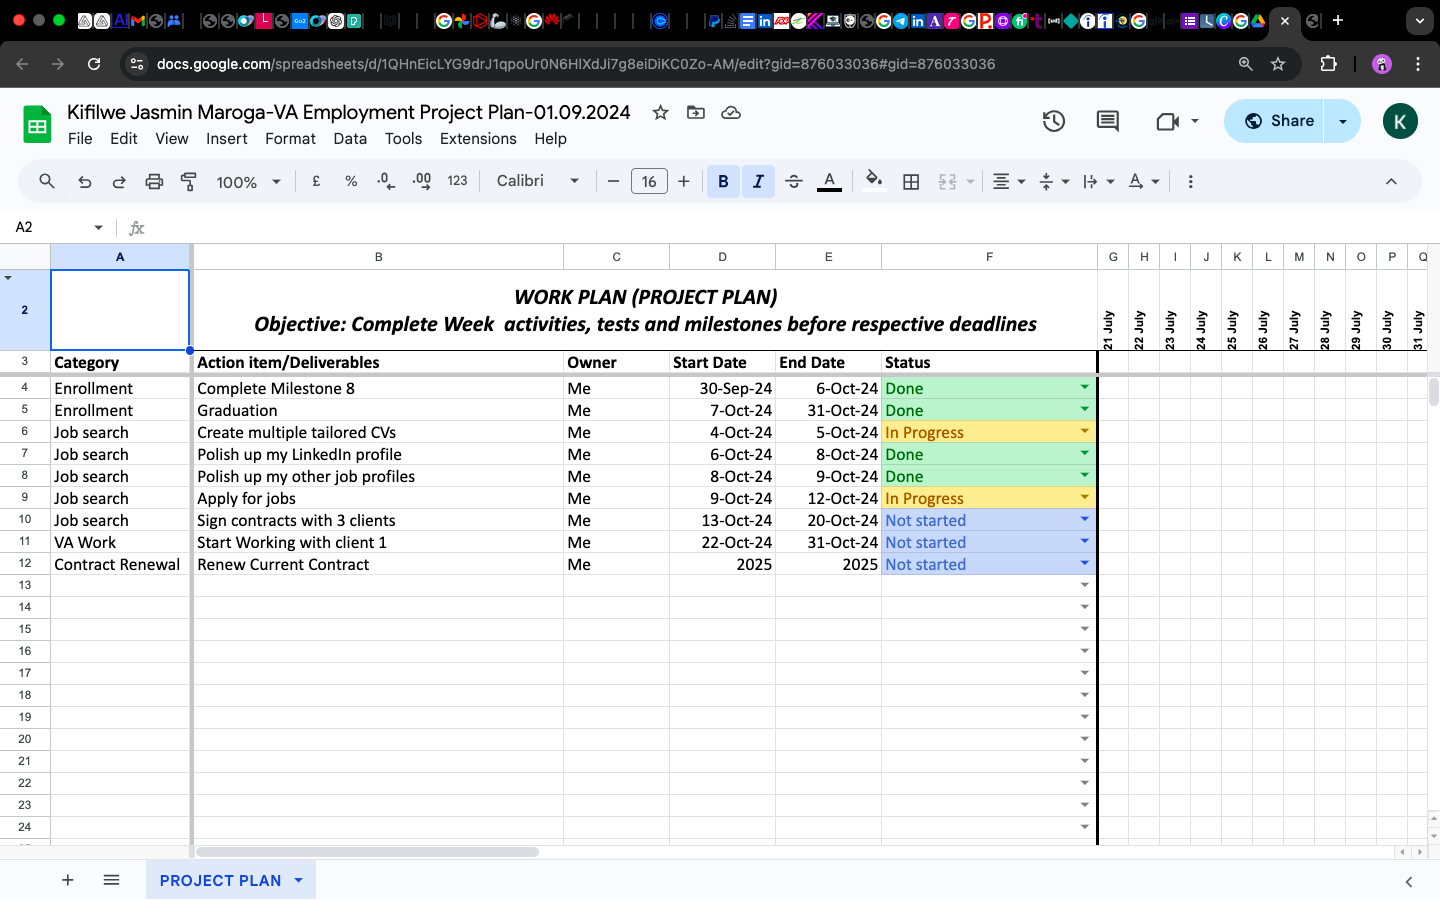 docs.google.com/spreadsheets/d/1QHnEicLYG9drJ1qpoUr0N6HIXdJi7g8eiDiKC0Zo-AM/edit?gid=876033036#gid=876033036
Kifilwe Jasmin Maroga-VA Employment Project Plan-01.09.2024
File Edit View Insert Format Data Tools Extensions Help
Share
K
100% £ % .0 .00 123 Calibri 16 B I A
A2 fx
A B C D E F G H I J K L M N O P Q
2 WORK PLAN (PROJECT PLAN)
Objective: Complete Week activities, tests and milestones before respective deadlines
21 July 22 July 23 July 24 July 25 July 26 July 27 July 28 July 29 July 30 July 31 July
3 Category Action item/Deliverables Owner Start Date End Date Status
4 Enrollment Complete Milestone 8 Me 30-Sep-24 6-Oct-24 Done
5 Enrollment Graduation Me 7-Oct-24 31-Oct-24 Done
6 Job search Create multiple tailored CVs Me 4-Oct-24 5-Oct-24 In Progress
7 Job search Polish up my LinkedIn profile Me 6-Oct-24 8-Oct-24 Done
8 Job search Polish up my other job profiles Me 8-Oct-24 9-Oct-24 Done
9 Job search Apply for jobs Me 9-Oct-24 12-Oct-24 In Progress
10 Job search Sign contracts with 3 clients Me 13-Oct-24 20-Oct-24 Not started
11 VA Work Start Working with client 1 Me 22-Oct-24 31-Oct-24 Not started
12 Contract Renewal Renew Current Contract Me 2025 2025 Not started
13
14
15
16
17
18
19
20
21
22
23
24
PROJECT PLAN